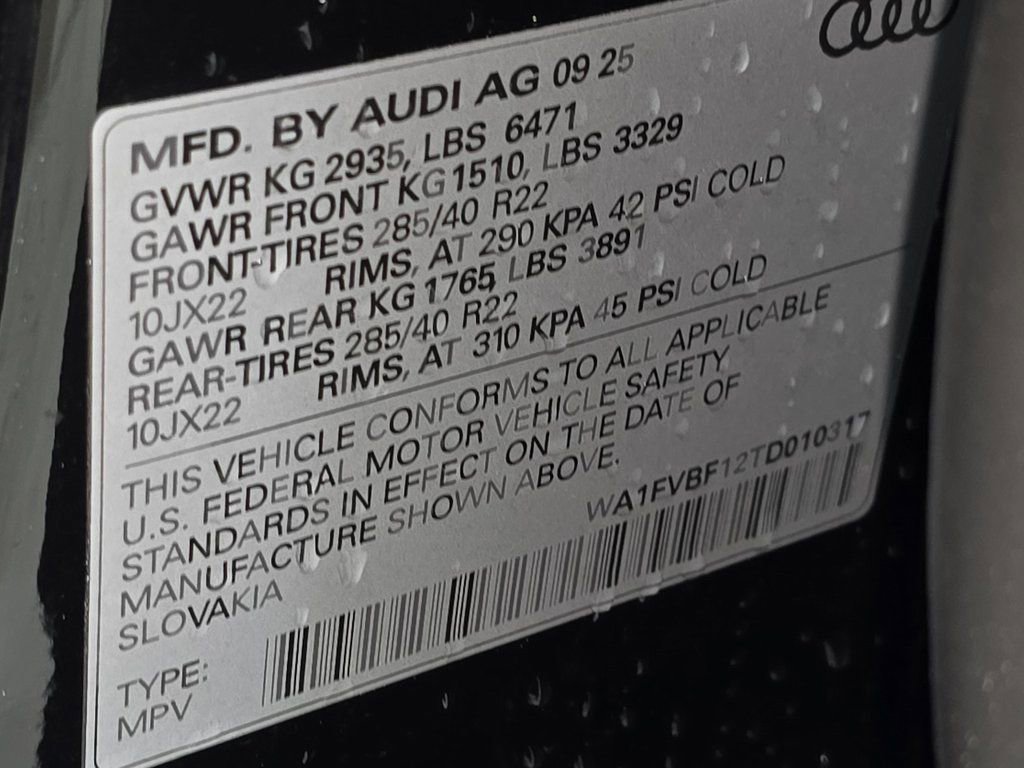 MFD. BY AUDI AG 09 25
GVWR KG 2935, LBS 6471
GAWR FRONT KG 1510, LBS 3329
FRONT-TIRES 285/40 R22
10JX22 RIMS, AT 290 KPA 42 PSI COLD
GAWR REAR KG 1765, LBS 3891
REAR-TIRES 285/40 R22
10JX22 RIMS, AT 310 KPA 45 PSI COLD
THIS VEHICLE CONFORMS TO ALL APPLICABLE
U.S. FEDERAL MOTOR VEHICLE SAFETY
STANDARDS IN EFFECT ON THE DATE OF
MANUFACTURE SHOWN ABOVE.
SLOVAKIA
WA1FVBF12TD010317
TYPE:
MPV